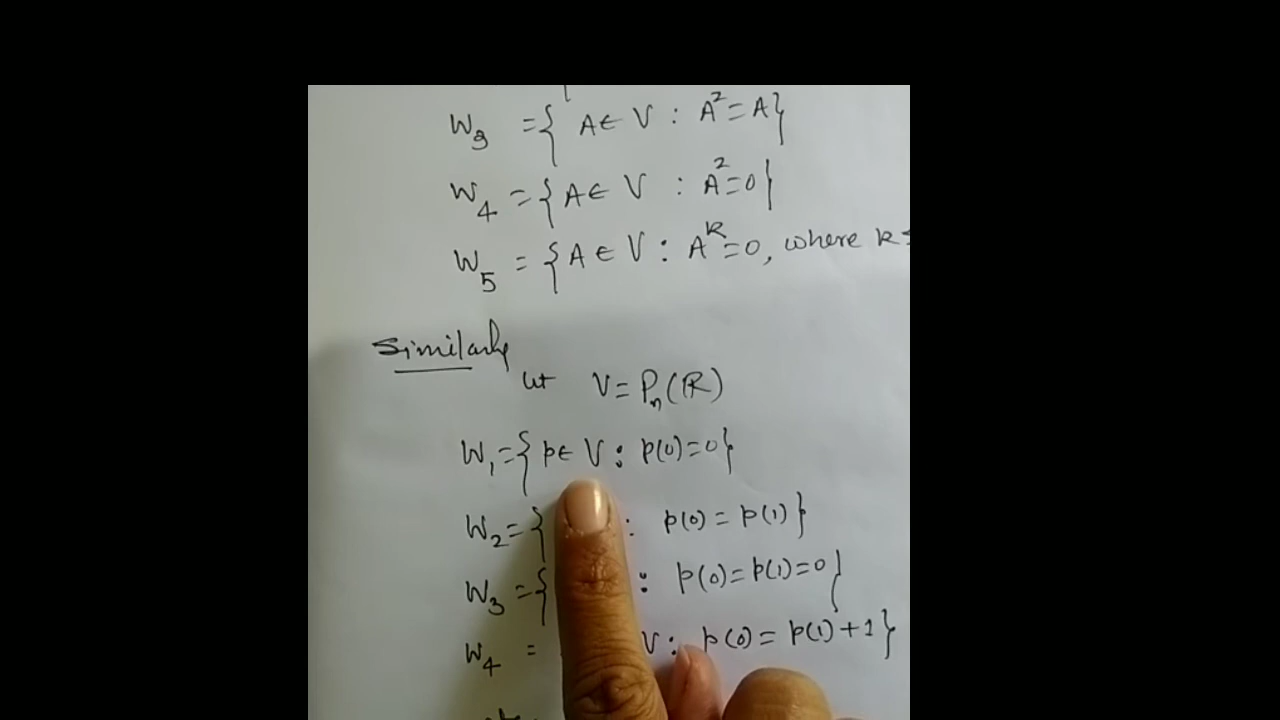 W₃ = { A ∈ V : A² = A}
W₄ = { A ∈ V : A² = 0}
W₅ = { A ∈ V : Aᵏ = 0, where k
Similarly
let V = Pₙ(ℝ)
W₁ = { p ∈ V : p(0) = 0}
W₂ = { : p(0) = p(1)}
W₃ = { : p(0) = p(1) = 0}
W₄ = V : p(0) = p(1) + 1}